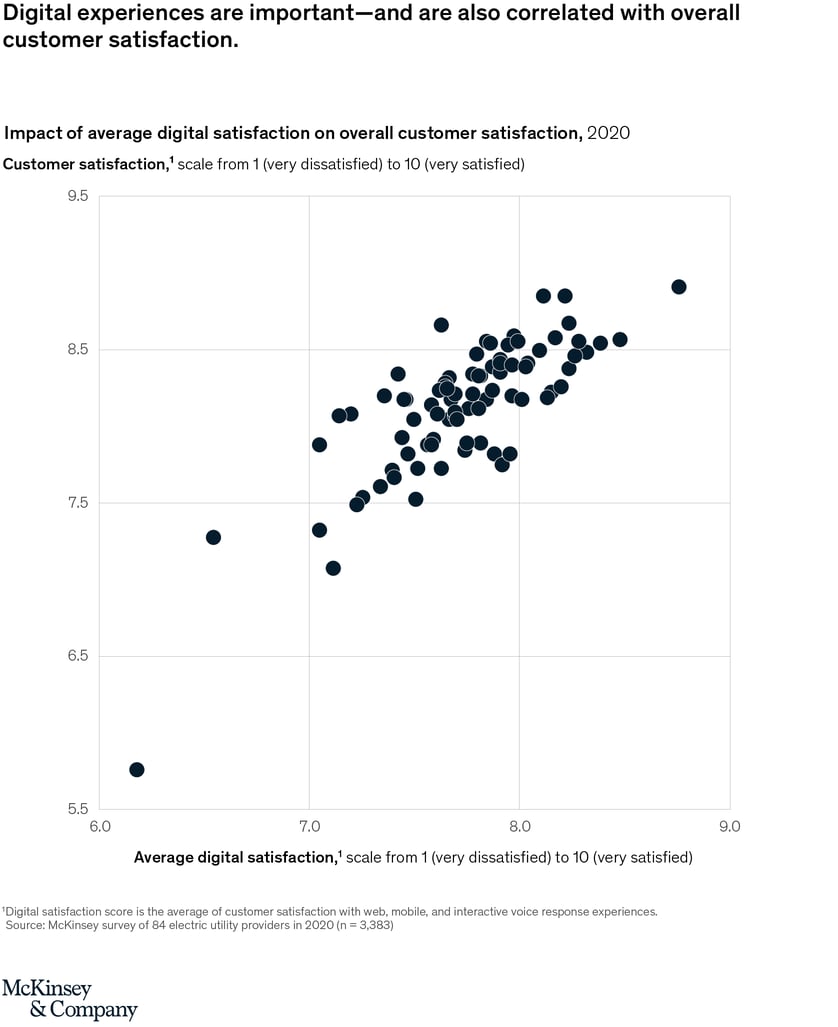 Digital experiences are important—and are also correlated with overall
customer satisfaction.
Impact of average digital satisfaction on overall customer satisfaction, 2020
Customer satisfaction,¹ scale from 1 (very dissatisfied) to 10 (very satisfied)
9.5
8.5
7.5
6.5
5.5
6.0 7.0 8.0 9.0
Average digital satisfaction,¹ scale from 1 (very dissatisfied) to 10 (very satisfied)
¹Digital satisfaction score is the average of customer satisfaction with web, mobile, and interactive voice response experiences.
Source: McKinsey survey of 84 electric utility providers in 2020 (n = 3,383)
McKinsey
& Company